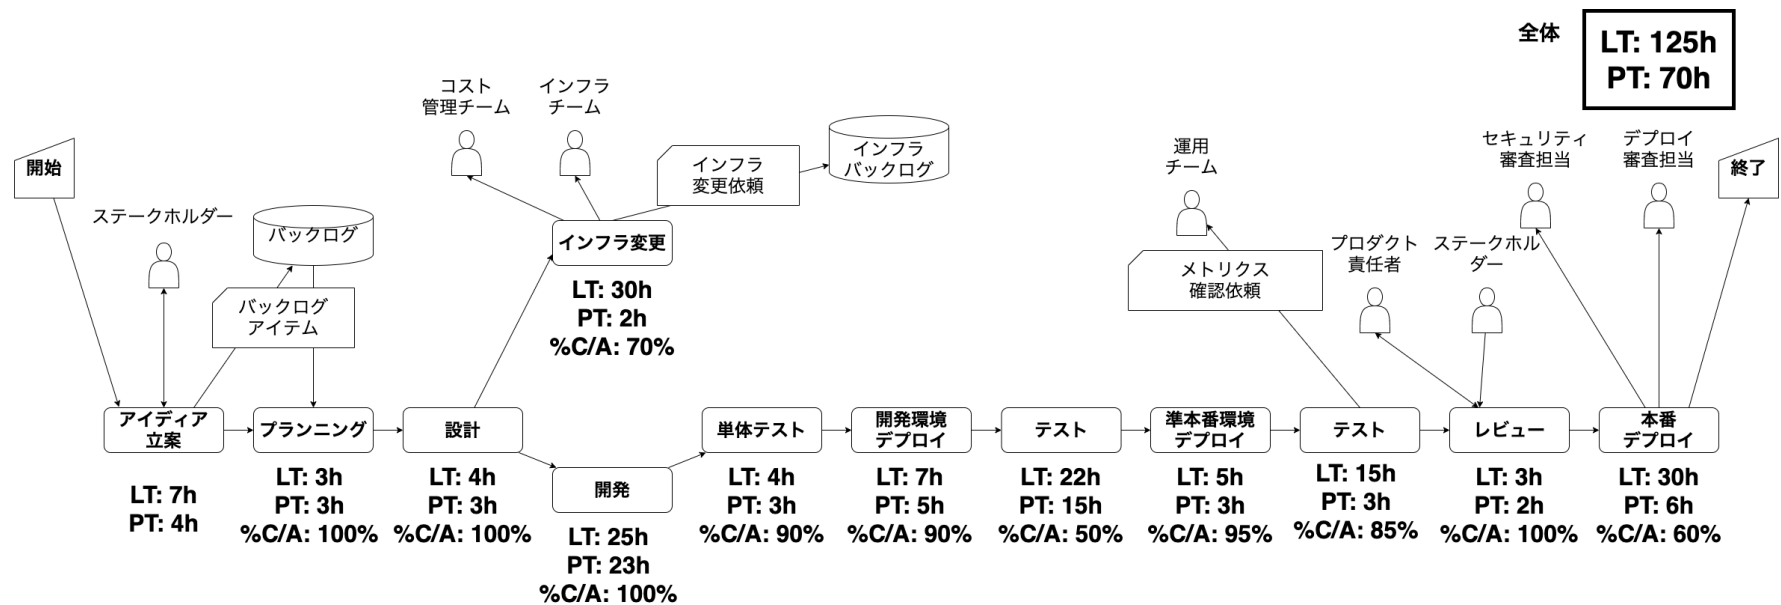 全体
LT: 125h
PT: 70h
コスト
管理チーム
インフラ
チーム
インフラ
変更依頼
インフラ
バックログ
運用
チーム
セキュリティ
審査担当
デプロイ
審査担当
開始
終了
ステークホルダー
バックログ
バックログ
アイテム
インフラ変更
LT: 30h
PT: 2h
%C/A: 70%
メトリクス
確認依頼
プロダクト
責任者
ステークホル
ダー
アイディア
立案
LT: 7h
PT: 4h
プランニング
LT: 3h
PT: 3h
%C/A: 100%
設計
LT: 4h
PT: 3h
%C/A: 100%
開発
LT: 25h
PT: 23h
%C/A: 100%
単体テスト
LT: 4h
PT: 3h
%C/A: 90%
開発環境
デプロイ
LT: 7h
PT: 5h
%C/A: 90%
テスト
LT: 22h
PT: 15h
%C/A: 50%
準本番環境
デプロイ
LT: 5h
PT: 3h
%C/A: 95%
テスト
LT: 15h
PT: 3h
%C/A: 85%
レビュー
LT: 3h
PT: 2h
%C/A: 100%
本番
デプロイ
LT: 30h
PT: 6h
%C/A: 60%